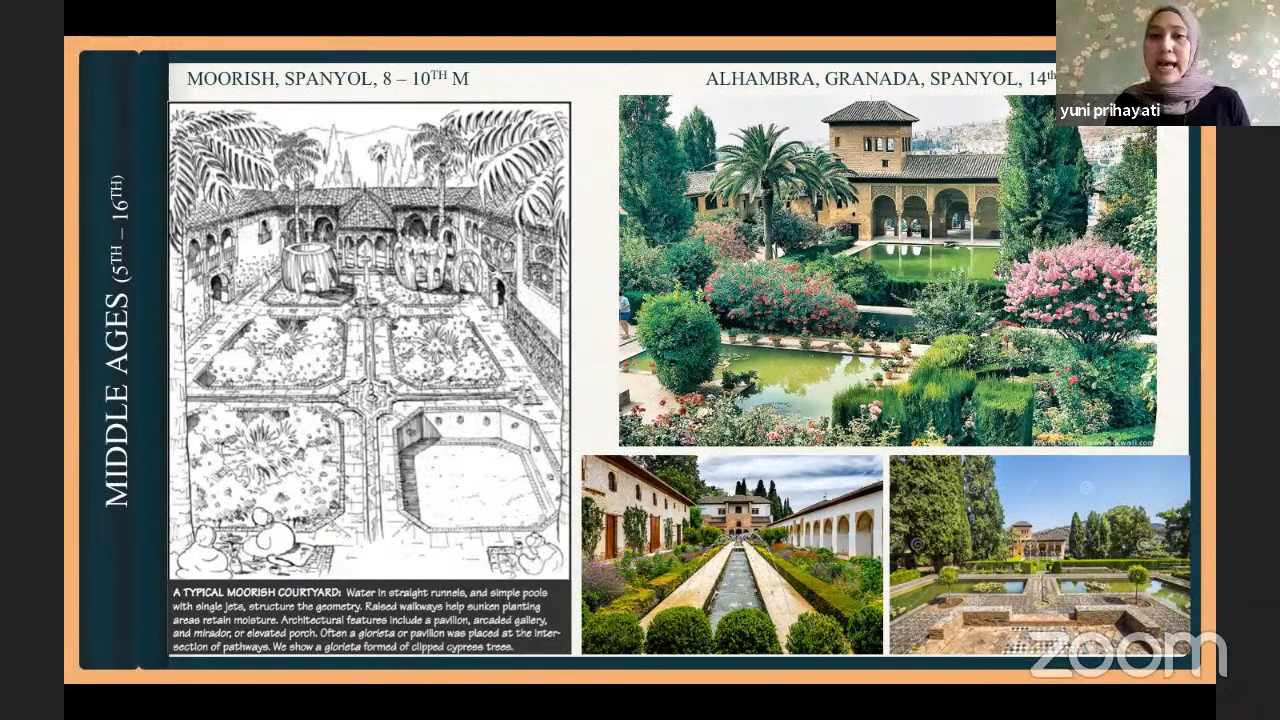 MOORISH, SPANYOL, 8 – 10TH M
ALHAMBRA, GRANADA, SPANYOL, 14th
yuni prihayati
MIDDLE AGES (5TH – 16TH)
A TYPICAL MOORISH COURTYARD: Water in straight runnels, and simple pools
with single jets, structure the geometry. Raised walkways help sunken planting
areas retain moisture. Architectural features include a pavilion, arcaded gallery,
and mirador, or elevated porch. Often a glorieta or pavilion was placed at the inter-
section of pathways. We show a glorieta formed of clipped cypress trees.
zoom